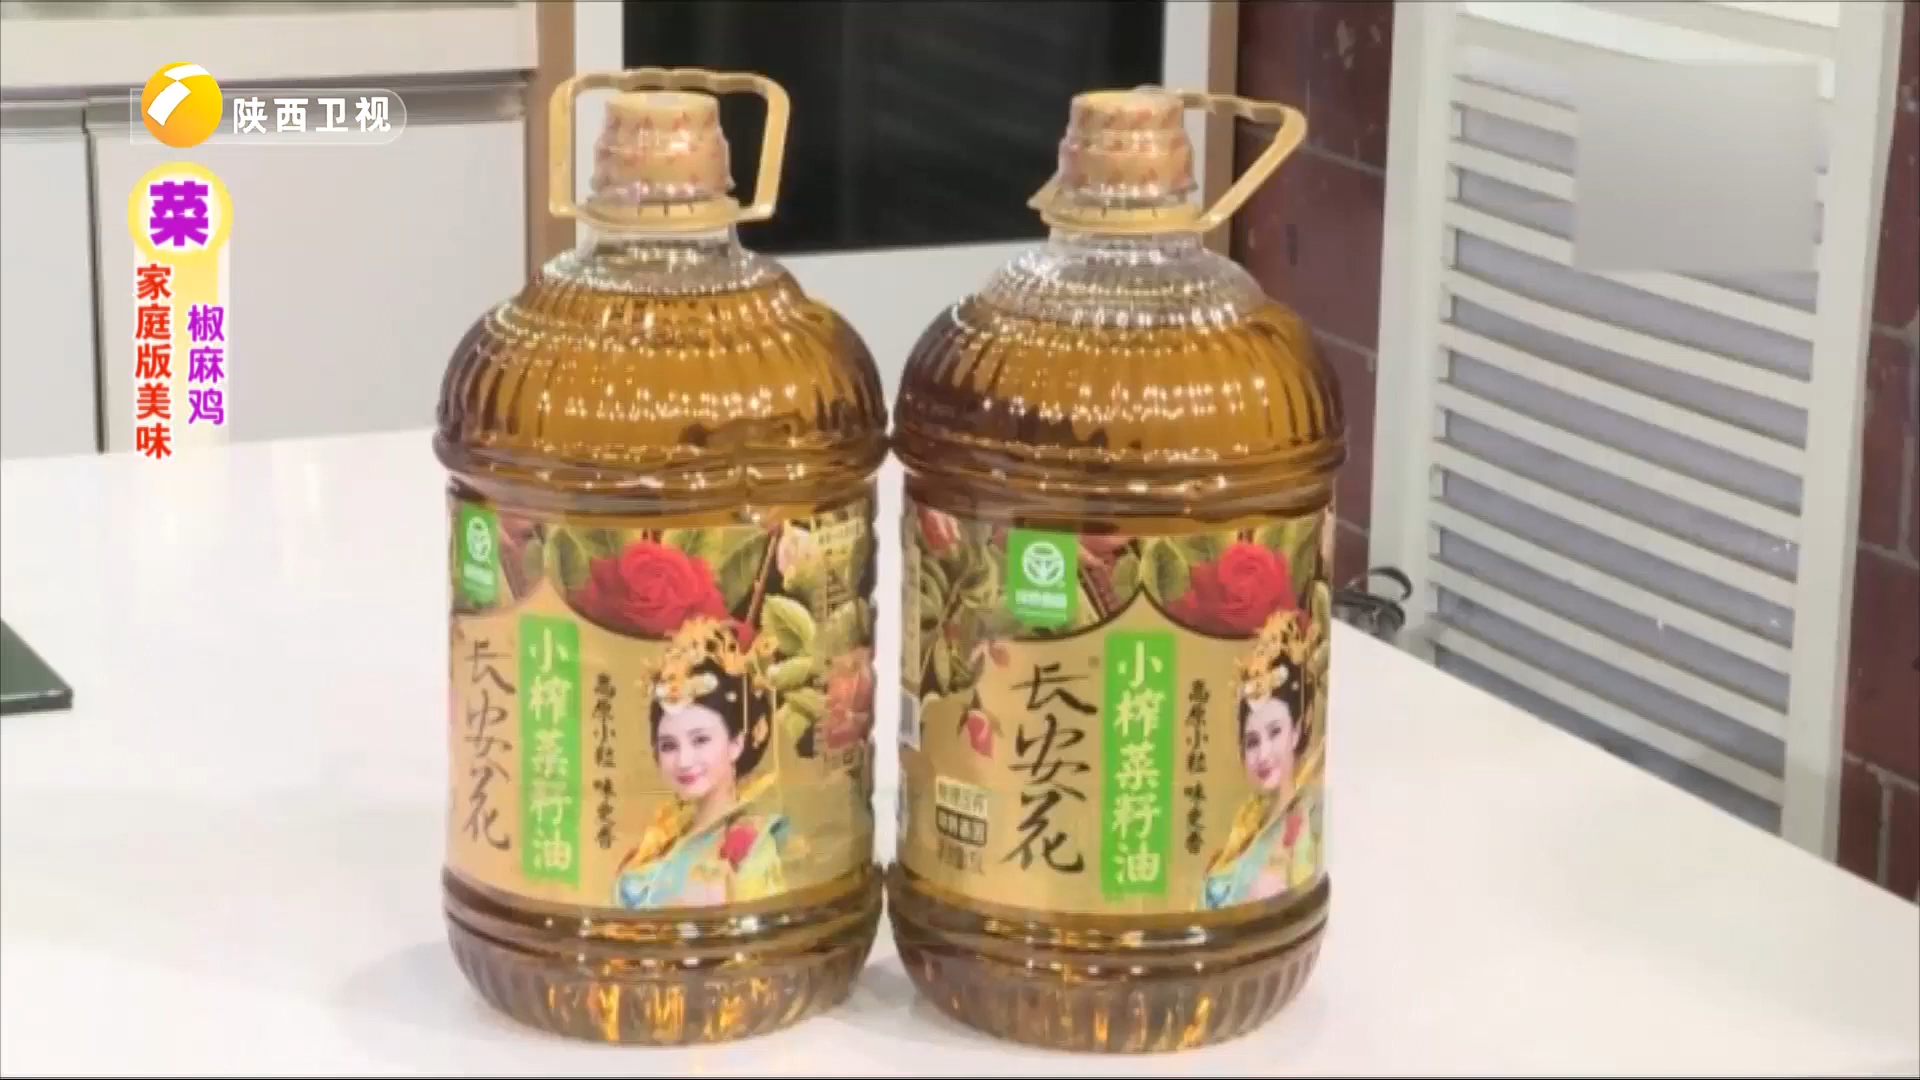 陕西卫视
菜
家庭版美味
椒麻鸡
长安花
小榨菜籽油
高原小粒 味更香
长安花
小榨菜籽油
高原小粒 味更香